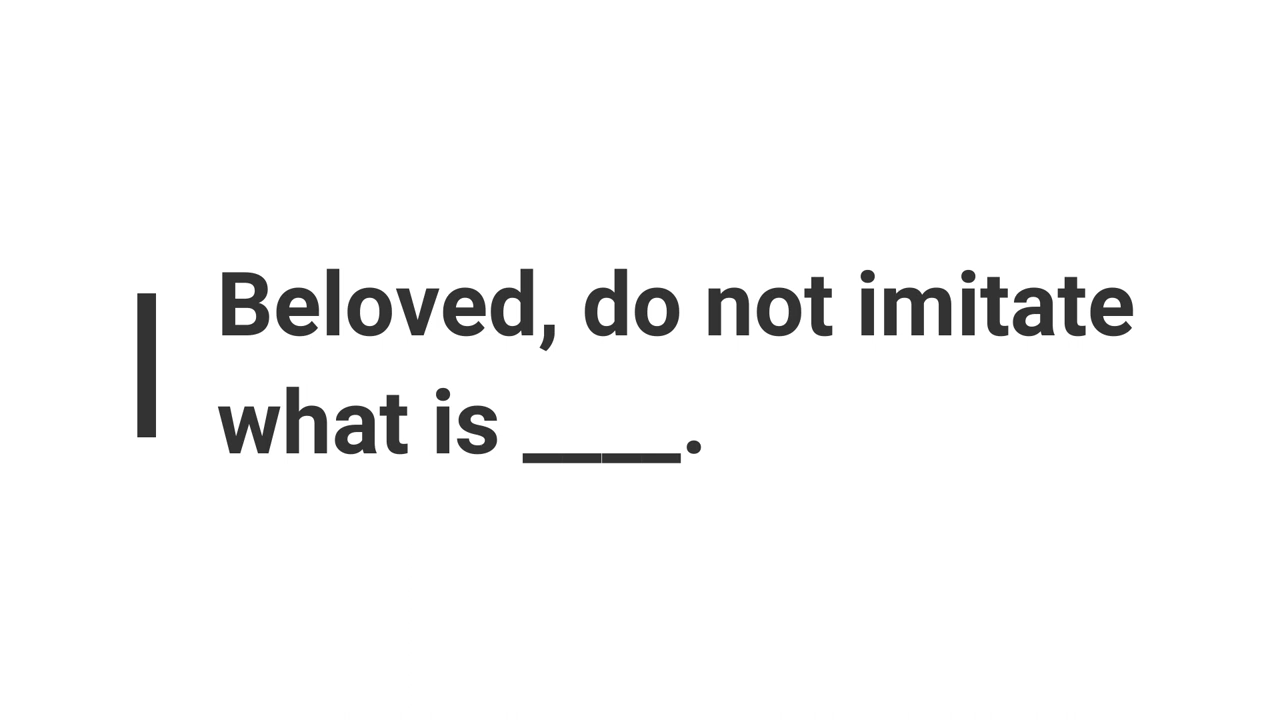 Beloved, do not imitate
what is ____.